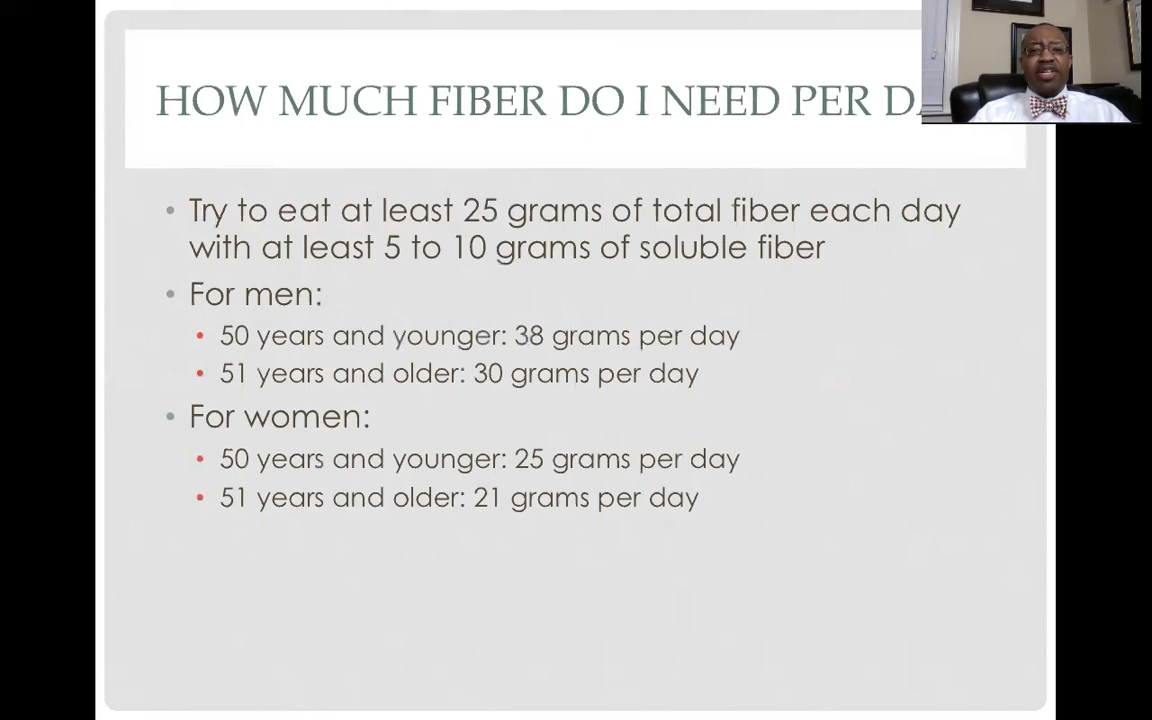 HOW MUCH FIBER DO I NEED PER
Try to eat at least 25 grams of total fiber each day
with at least 5 to 10 grams of soluble fiber
For men:
50 years and younger: 38 grams per day
51 years and older: 30 grams per day
For women:
50 years and younger: 25 grams per day
51 years and older: 21 grams per day